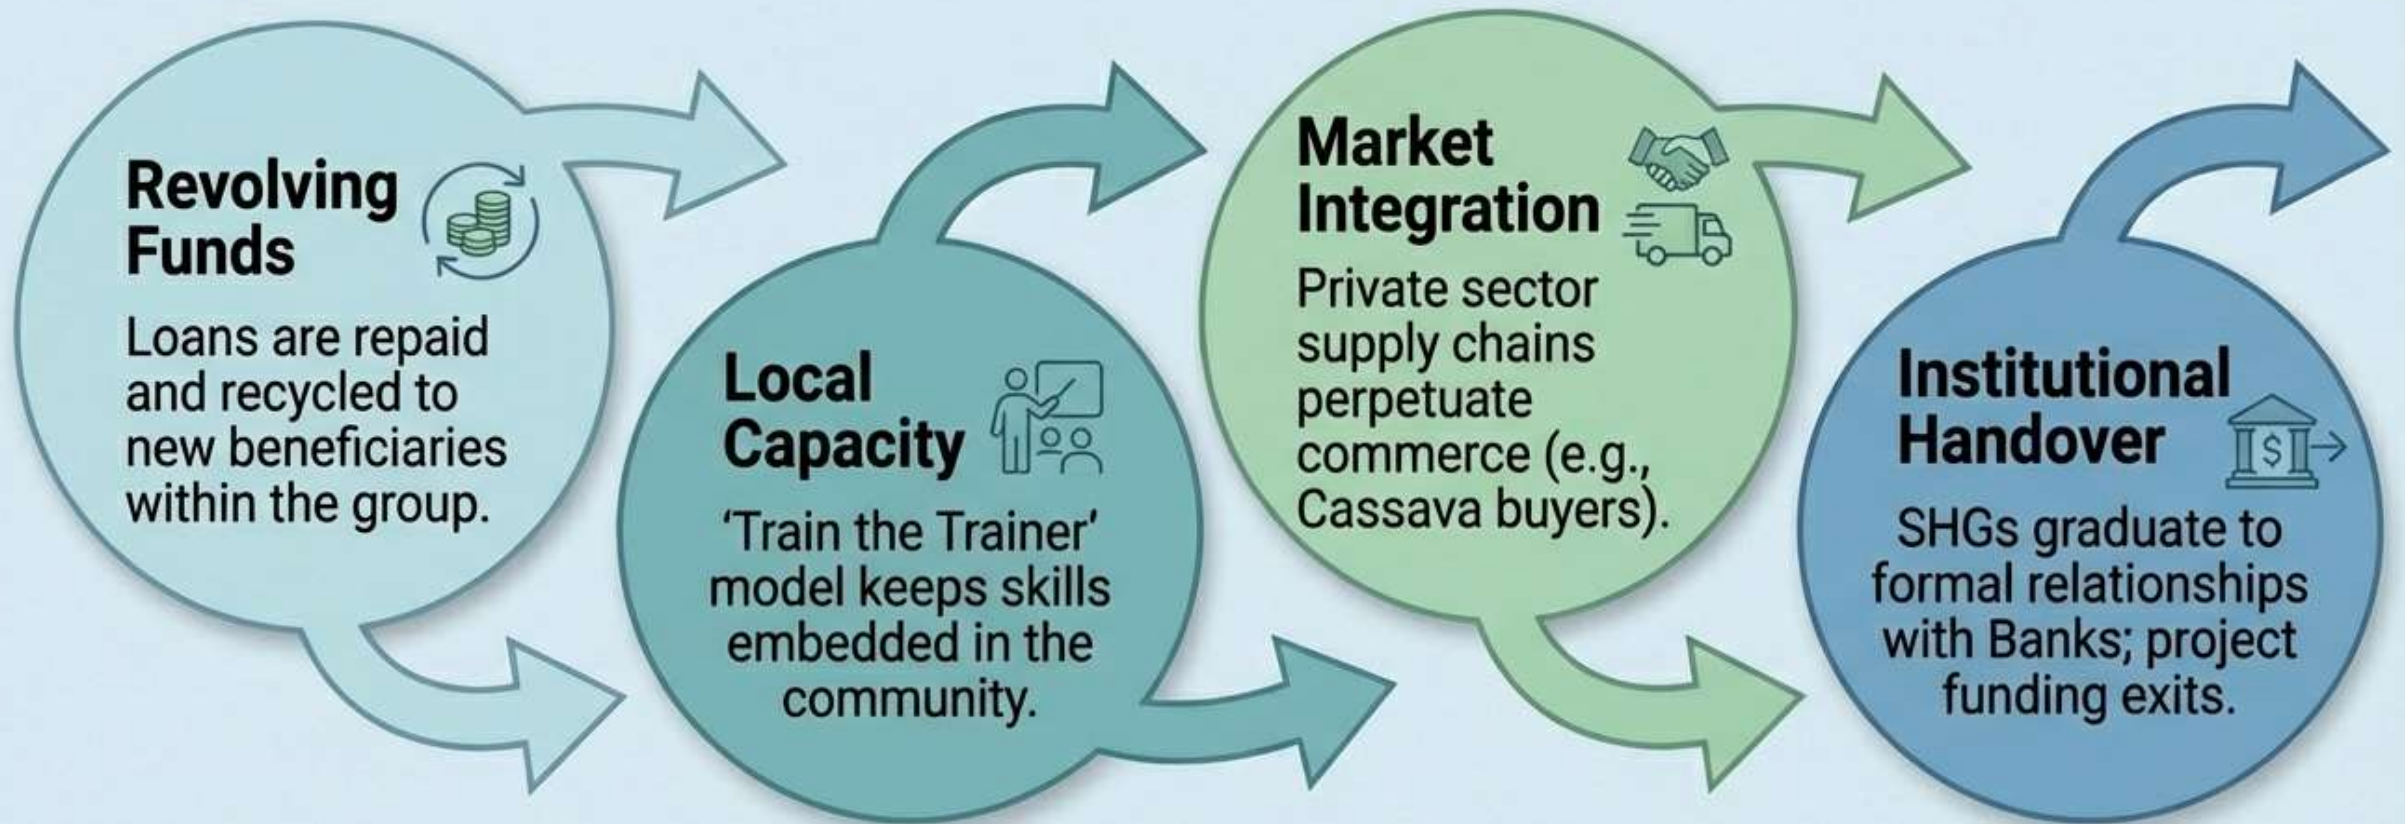 Revolving
Funds
Loans are repaid
and recycled to
new beneficiaries
within the group.
Local
Capacity
‘Train the Trainer’
model keeps skills
embedded in the
community.
Market
Integration
Private sector
supply chains
perpetuate
commerce (e.g.,
Cassava buyers).
Institutional
Handover
$
SHGs graduate to
formal relationships
with Banks; project
funding exits.